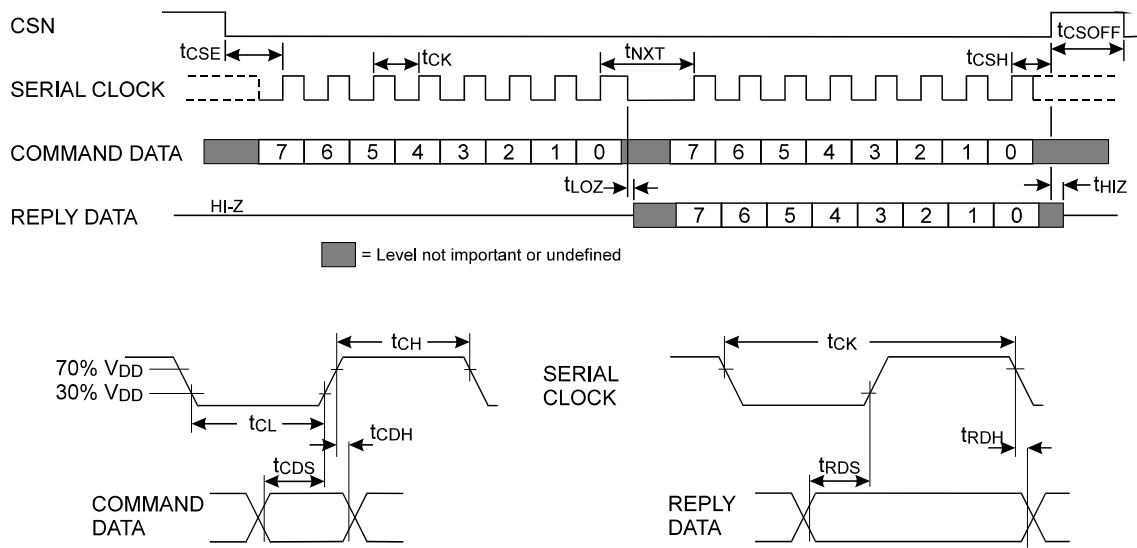 CSN
tCSE
tCK
tNXT
tCSH
tCSOFF
SERIAL CLOCK
COMMAND DATA
7 6 5 4 3 2 1 0 7 6 5 4 3 2 1 0
tLOZ
tHIZ
REPLY DATA
HI-Z
7 6 5 4 3 2 1 0
= Level not important or undefined
70% VDD
30% VDD
tCH
tCL
tCDH
tCDS
COMMAND
DATA
SERIAL
CLOCK
tCK
tRDH
tRDS
REPLY
DATA